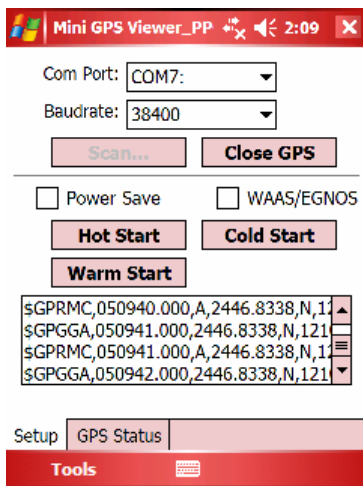 Mini GPS Viewer_PP 2:09
Com Port: COM7:
Baudrate: 38400
Scan... Close GPS
Power Save WAAS/EGNOS
Hot Start Cold Start
Warm Start
$GPRMC,050940.000,A,2446.8338,N,12
$GPGGA,050941.000,2446.8338,N,121
$GPRMC,050941.000,A,2446.8338,N,12
$GPGGA,050942.000,2446.8338,N,121
Setup GPS Status
Tools